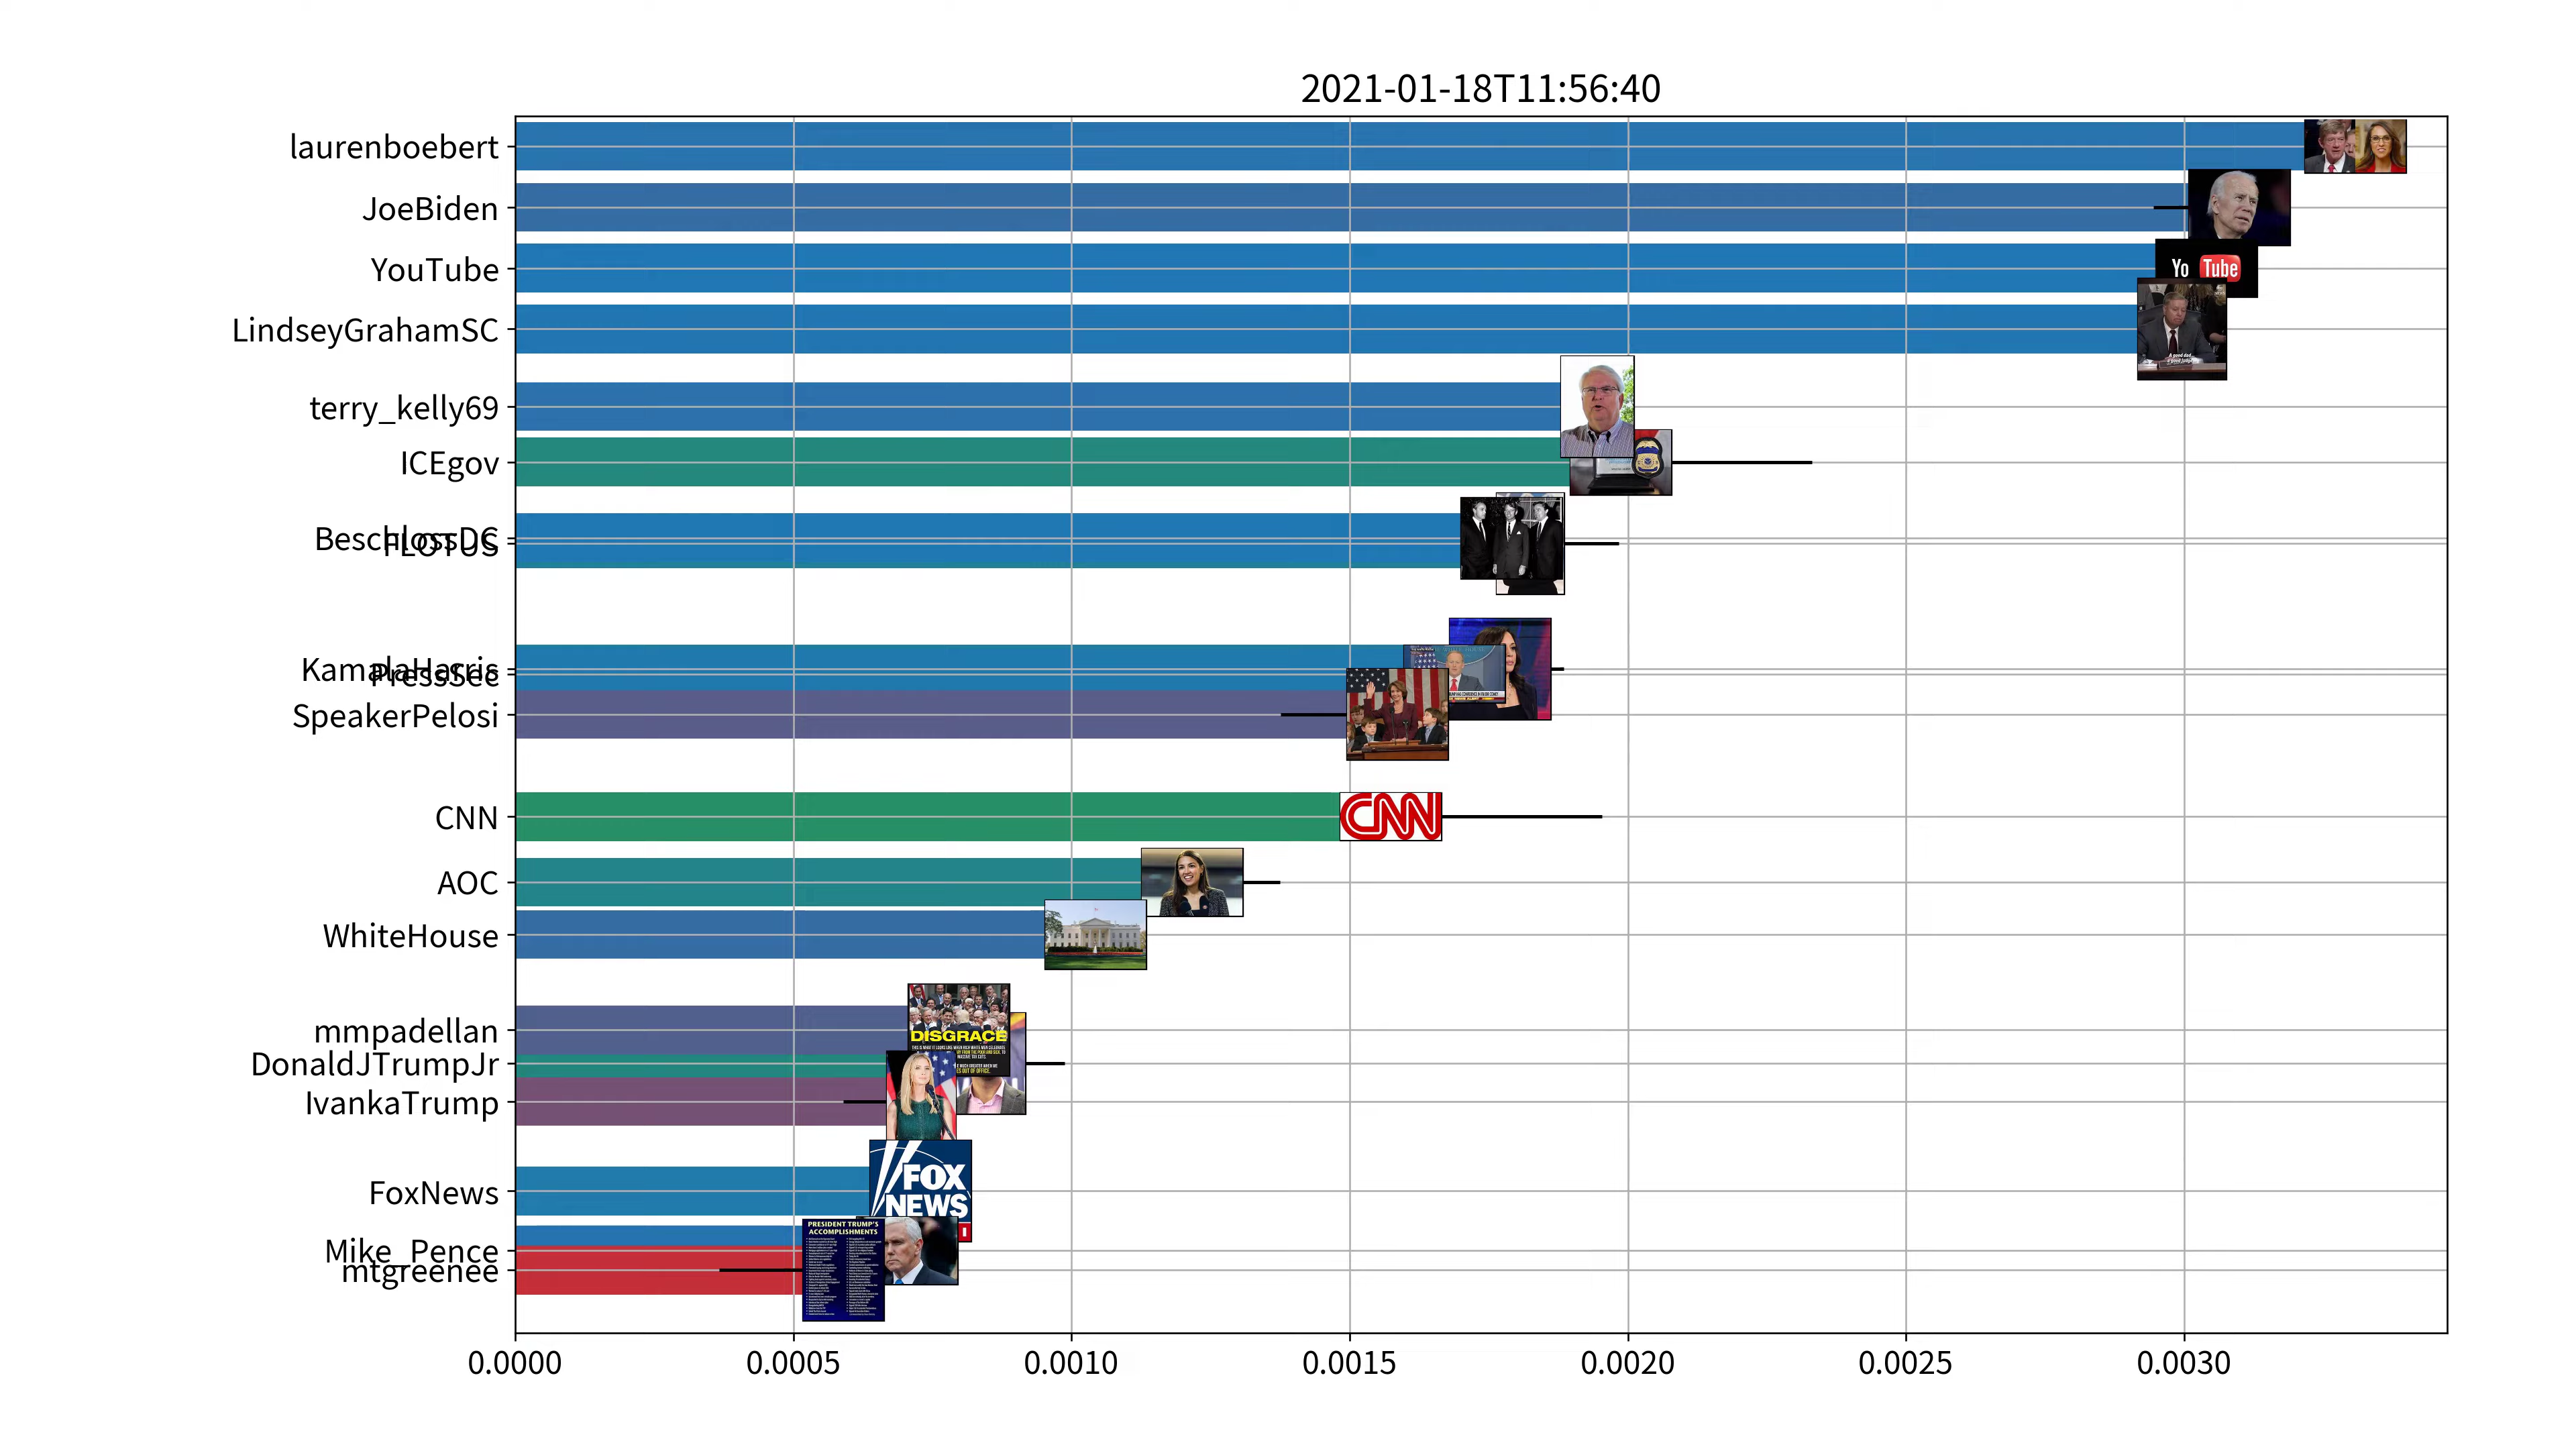 2021-01-18T11:56:40
laurenboebert
JoeBiden
YouTube
Yo Tube
LindseyGrahamSC
terry_kelly69
ICEgov
BeschlossDC
FLOTUS
KamalaHarris
PressSec
SpeakerPelosi
CNN
CNN
AOC
WhiteHouse
mmpadellan
DISGRACE
DonaldJTrumpJr
IvankaTrump
FoxNews
FOX
NEWS
Mike_Pence
mtgreenee
PRESIDENT TRUMP'S
ACCOMPLISHMENTS
0.0000 0.0005 0.0010 0.0015 0.0020 0.0025 0.0030